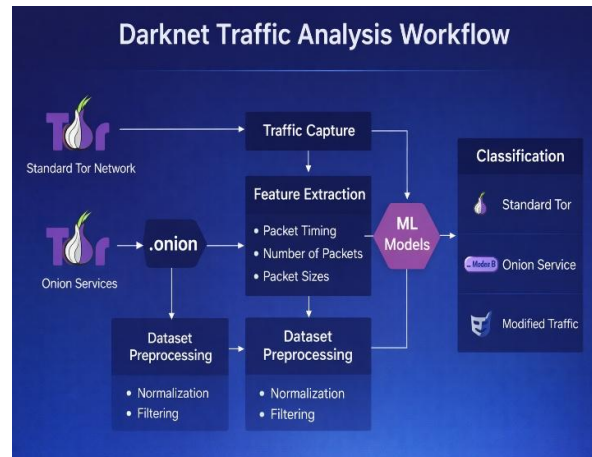 Darknet Traffic Analysis Workflow
Tor
Standard Tor Network
Traffic Capture
Tor
Onion Services
.onion
Feature Extraction
• Packet Timing
• Number of Packets
• Packet Sizes
ML
Models
Classification
Standard Tor
Onion Service
Modified Traffic
Dataset
Preprocessing
• Normalization
• Filtering
Dataset
Preprocessing
• Normalization
• Filtering